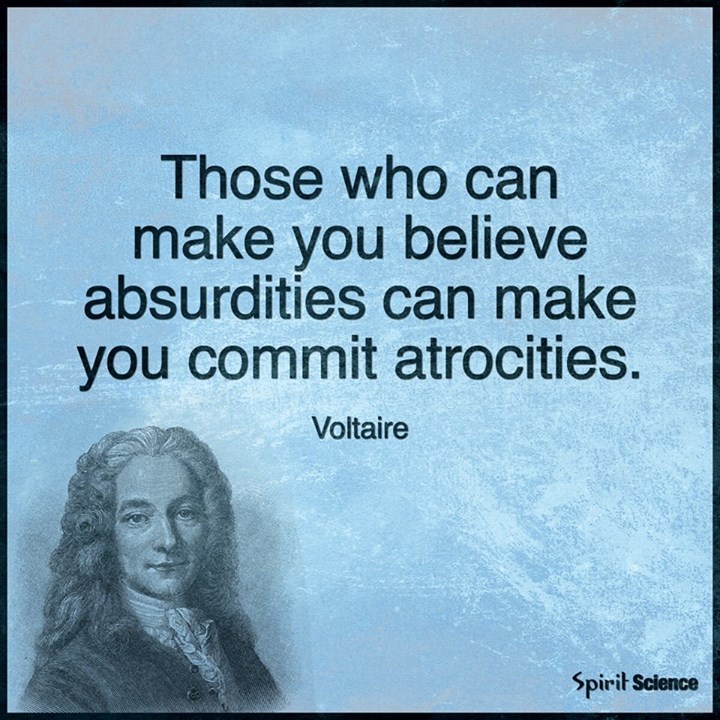 Those who can
make you believe
absurdities can make
you commit atrocities.
Voltaire
Spirit Science